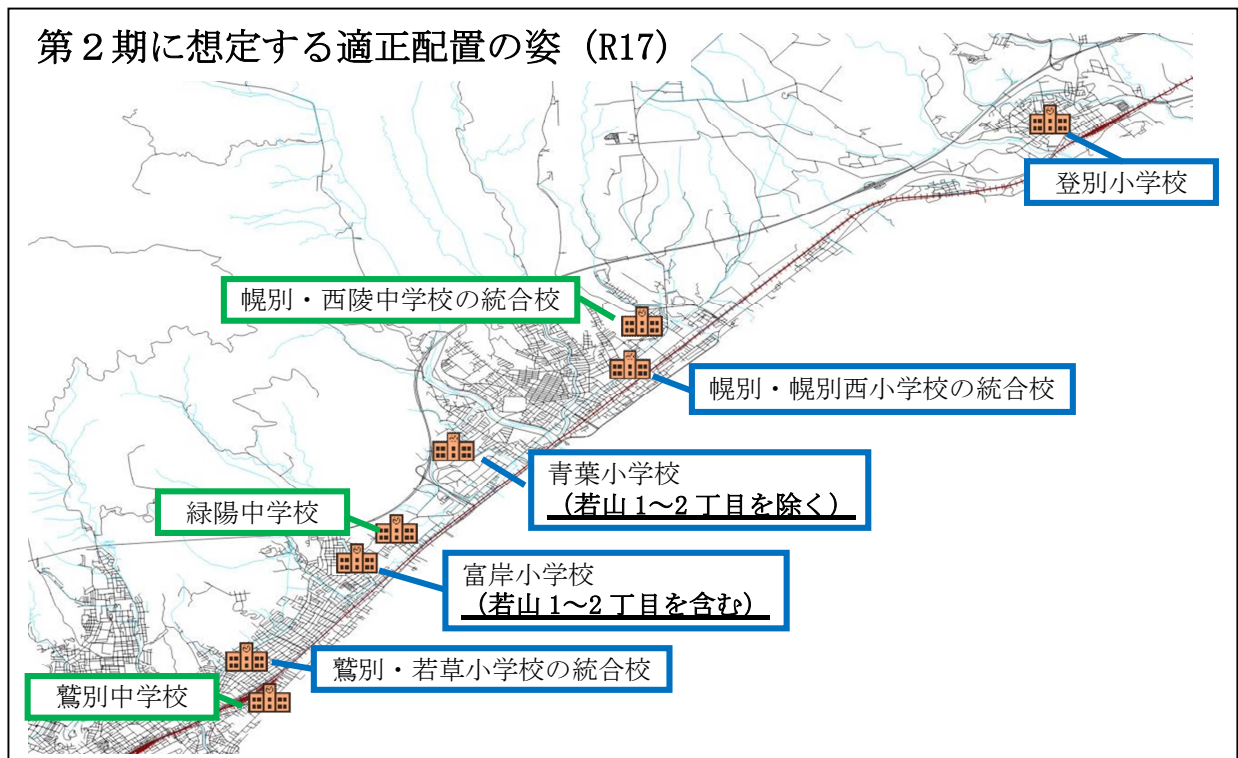 第２期に想定する適正配置の姿（R17）
登別小学校
幌別・西陵中学校の統合校
幌別・幌別西小学校の統合校
青葉小学校
（若山 1～2 丁目を除く）
緑陽中学校
富岸小学校
（若山 1～2 丁目を含む）
鷲別・若草小学校の統合校
鷲別中学校